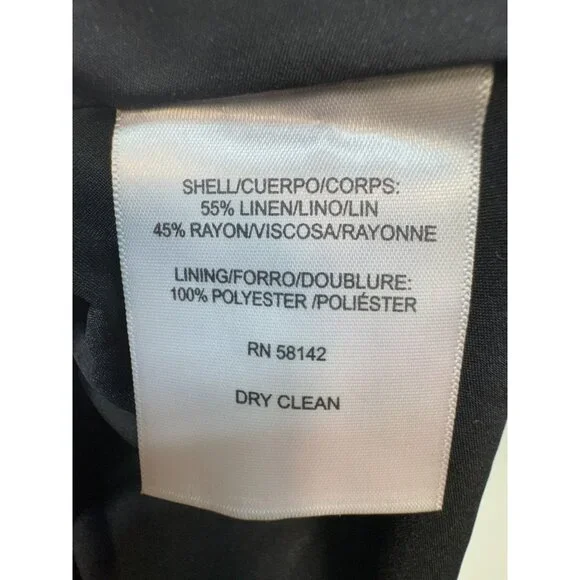 SHELL/CUERPO/CORPS:
55% LINEN/LINO/LIN
45% RAYON/VISCOSA/RAYONNE
LINING/FORRO/DOUBLURE:
100% POLYESTER /POLIÉSTER
RN 58142
DRY CLEAN